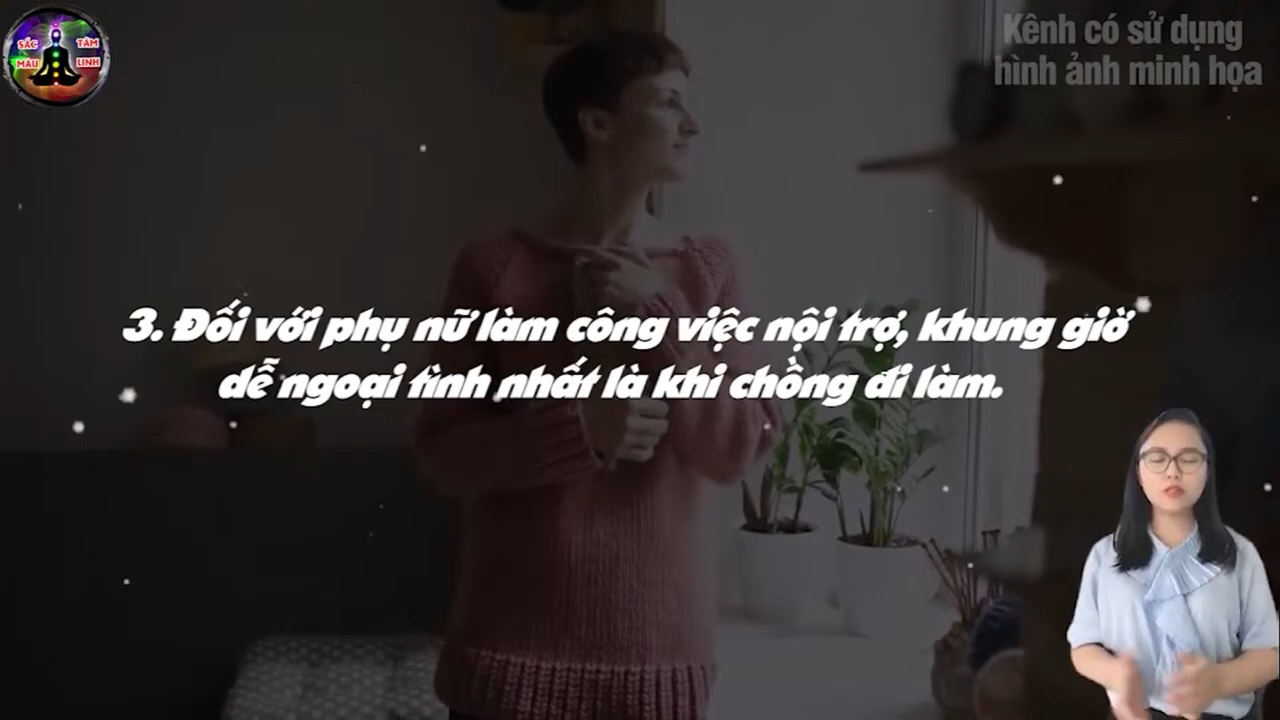 SẮC TÂM
MÀU LINH
Kênh có sử dụng
hình ảnh minh họa
3. Đối với phụ nữ làm công việc nội trợ, khung giờ
dễ ngoại tình nhất là khi chồng đi làm.